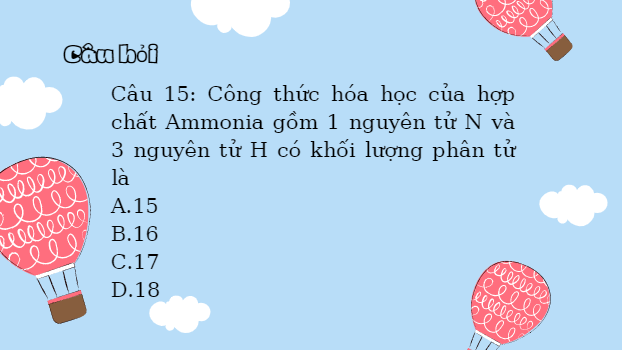 Câu hỏi
Câu 15: Công thức hóa học của hợp
chất Ammonia gồm 1 nguyên tử N và
3 nguyên tử H có khối lượng phân tử
là
A.15
B.16
C.17
D.18